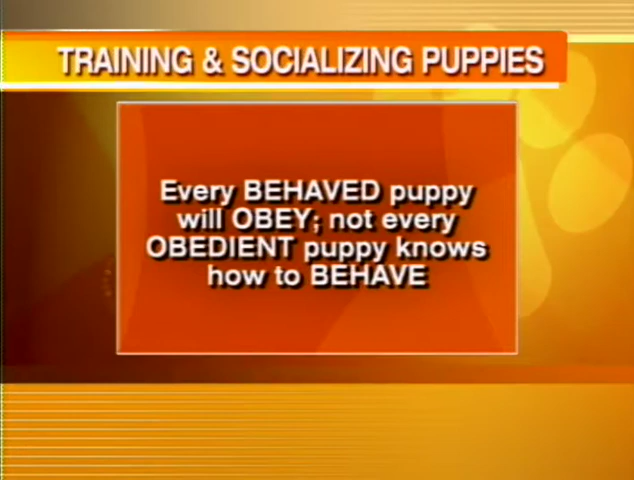 TRAINING & SOCIALIZING PUPPIES
Every BEHAVED puppy
will OBEY; not every
OBEDIENT puppy knows
how to BEHAVE